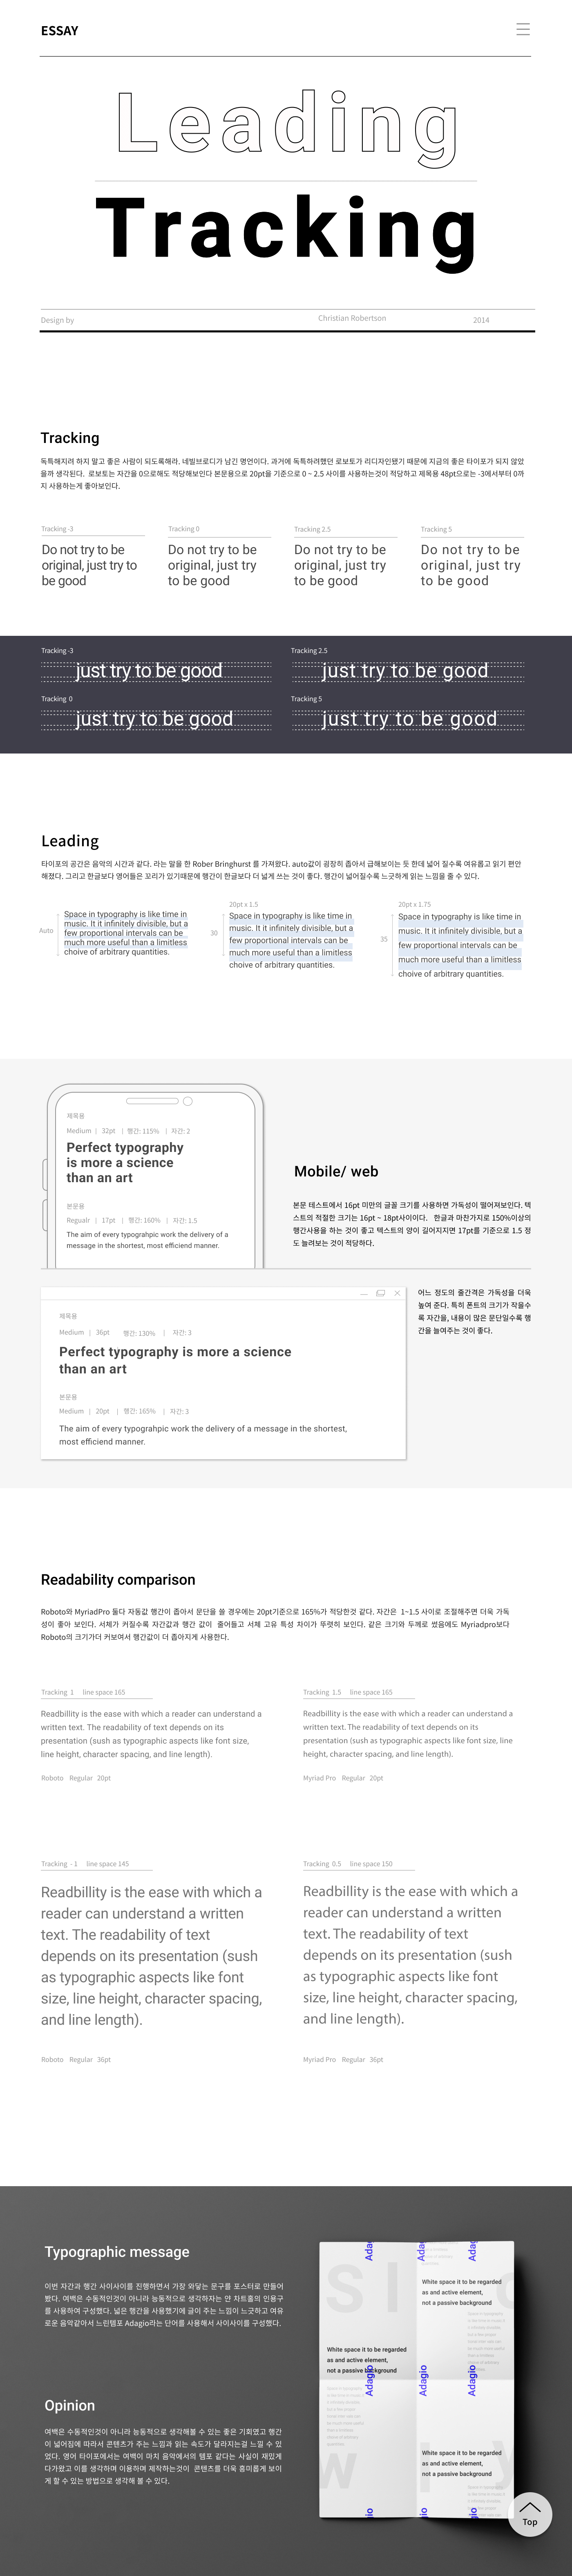 ESSAY
Leading
Tracking
Design by
Christian Robertson
2014
Tracking
독특해지려 하지 말고 좋은 사람이 되도록해라. 네빌브로디가 남긴 명언이다. 과거에 독특하려했던 로보토가 리디자인됐기 때문에 지금의 좋은 타이포가 되지 않았
을까 생각된다. 로보토는 자간을 0으로해도 적당해보인다 본문용으로 20pt을 기준으로 0 ~ 2.5 사이를 사용하는것이 적당하고 제목용 48pt으로는 -3에서부터 0까
지 사용하는게 좋아보인다.
Tracking -3
Do not try to be
original, just try to
be good
Tracking 0
Do not try to be
original, just try
to be good
Tracking 2.5
Do not try to be
original, just try
to be good
Tracking 5
Do not try to be
original, just try
to be good
Tracking -3
just try to be good
Tracking 2.5
just try to be good
Tracking 0
just try to be good
Tracking 5
just try to be good
Leading
타이포의 공간은 음악의 시간과 같다. 라는 말을 한 Rober Bringhurst 를 가져왔다. auto값이 굉장히 좁아서 급해보이는 듯 한데 넓어 질수록 여유롭고 읽기 편안
해졌다. 그리고 한글보다 영어들은 꼬리가 있기때문에 행간이 한글보다 더 넓게 쓰는 것이 좋다. 행간이 넓어질수록 느긋하게 읽는 느낌을 줄 수 있다.
Auto
Space in typography is like time in
music. It it infinitely divisible, but a
few proportional intervals can be
much more useful than a limitless
choive of arbitrary quantities.
20pt x 1.5
30
Space in typography is like time in
music. It it infinitely divisible, but a
few proportional intervals can be
much more useful than a limitless
choive of arbitrary quantities.
20pt x 1.75
35
Space in typography is like time in
music. It it infinitely divisible, but a
few proportional intervals can be
much more useful than a limitless
choive of arbitrary quantities.
제목용
Medium | 32pt | 행간: 115% | 자간: 2
Perfect typography
is more a science
than an art
본문용
Regualr | 17pt | 행간: 160% | 자간: 1.5
The aim of every typograhpic work the delivery of a
message in the shortest, most efficiend manner.
Mobile/ web
본문 테스트에서 16pt 미만의 글꼴 크기를 사용하면 가독성이 떨어져보인다. 텍
스트의 적절한 크기는 16pt ~ 18pt사이이다. 한글과 마찬가지로 150%이상의
행간사용을 하는 것이 좋고 텍스트의 양이 길어지지면 17pt를 기준으로 1.5 정
도 늘려보는 것이 적당하다.
제목용
Medium | 36pt 행간: 130% | 자간: 3
Perfect typography is more a science
than an art
본문용
Medium | 20pt | 행간: 165% | 자간: 3
The aim of every typograhpic work the delivery of a message in the shortest,
most efficiend manner.
어느 정도의 줄간격은 가독성을 더욱
높여 준다. 특히 폰트의 크기가 작을수
록 자간을, 내용이 많은 문단일수록 행
간을 늘여주는 것이 좋다.
Readability comparison
Roboto와 MyriadPro 둘다 자동값 행간이 좁아서 문단을 쓸 경우에는 20pt기준으로 165%가 적당한것 같다. 자간은 1~1.5 사이로 조절해주면 더욱 가독
성이 좋아 보인다. 서체가 커질수록 자간값과 행간 값이 줄어들고 서체 고유 특성 차이가 뚜렷히 보인다. 같은 크기와 두께로 썼음에도 Myriadpro보다
Roboto의 크기가더 커보여서 행간값이 더 좁아지게 사용한다.
Tracking 1 line space 165
Readbillity is the ease with which a reader can understand a
written text. The readability of text depends on its
presentation (sush as typographic aspects like font size,
line height, character spacing, and line length).
Roboto Regular 20pt
Tracking 1.5 line space 165
Readbillity is the ease with which a reader can understand a
written text. The readability of text depends on its
presentation (sush as typographic aspects like font size, line
height, character spacing, and line length).
Myriad Pro Regular 20pt
Tracking - 1 line space 145
Readbillity is the ease with which a
reader can understand a written
text. The readability of text
depends on its presentation (sush
as typographic aspects like font
size, line height, character spacing,
and line length).
Roboto Regular 36pt
Tracking 0.5 line space 150
Readbillity is the ease with which a
reader can understand a written
text. The readability of text
depends on its presentation (sush
as typographic aspects like font
size, line height, character spacing,
and line length).
Myriad Pro Regular 36pt
Typographic message
이번 자간과 행간 사이사이를 진행하면서 가장 와닿는 문구를 포스터로 만들어
봤다. 여백은 수동적인것이 아니라 능동적으로 생각하자는 얀 차트홀의 인용구
를 사용하여 구성했다. 넓은 행간을 사용했기에 글이 주는 느낌이 느긋하고 여유
로운 음악같아서 느린템포 Adagio라는 단어를 사용해서 사이사이를 구성했다.
Opinion
여백은 수동적인것이 아니라 능동적으로 생각해볼 수 있는 좋은 기회였고 행간
이 넓어짐에 따라서 콘텐츠가 주는 느낌과 읽는 속도가 달라지는걸 느낄 수 있
었다. 영어 타이포에서는 여백이 마치 음악에서의 템포 같다는 사실이 재밌게
다가왔고 이를 생각하며 이용하며 제작하는것이 콘텐츠를 더욱 흥미롭게 보이
게 할 수 있는 방법으로 생각해 볼 수 있다.
White space it to be regarded
as and active element,
not a passive background
White space it to be regarded
as and active element,
not a passive background
Adagio
Adagio
Adagio
White space it to be regarded
as and active element,
not a passive background
Top